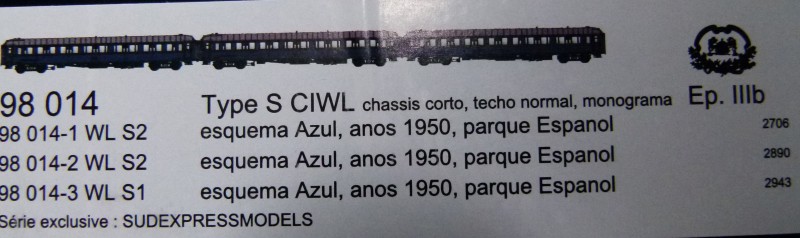 98 014 Type S CIWL chassis corto, techo normal, monograma Ep. IIIb
98 014-1 WL S2 esquema Azul, anos 1950, parque Espanol 2706
98 014-2 WL S2 esquema Azul, anos 1950, parque Espanol 2890
98 014-3 WL S1 esquema Azul, anos 1950, parque Espanol 2943
Série exclusive : SUDEXPRESSMODELS